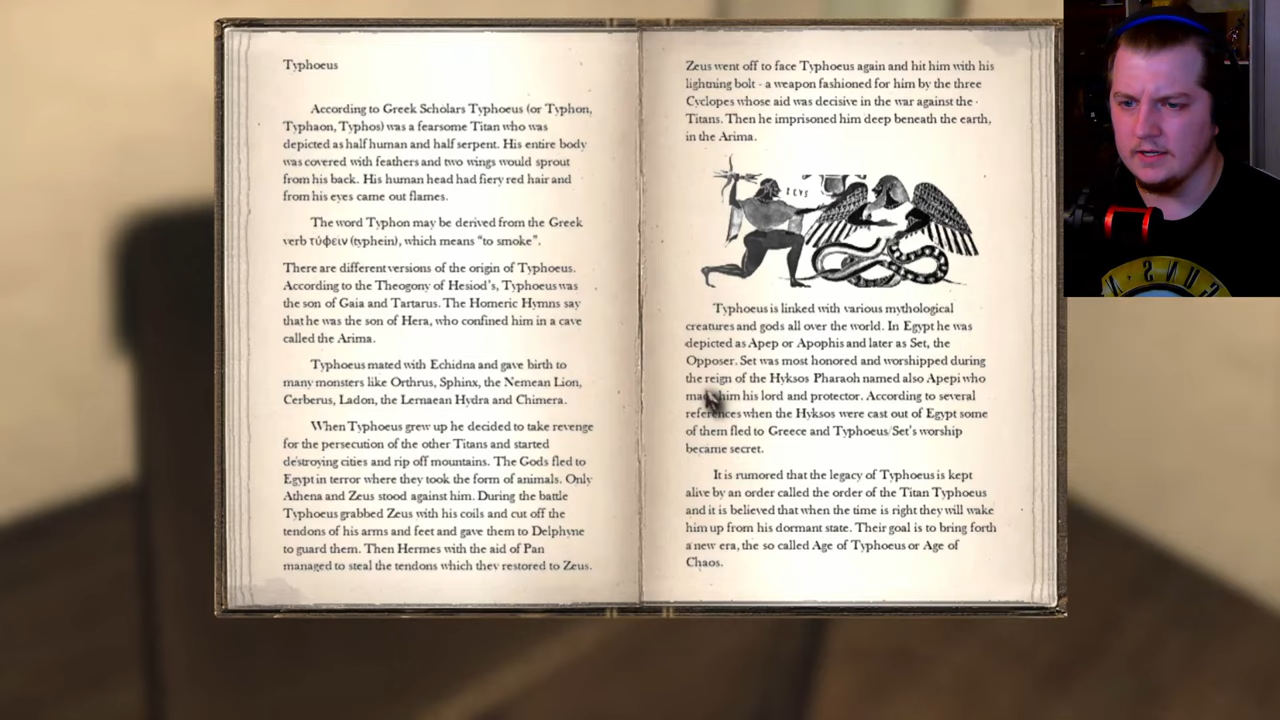 Typhoeus
According to Greek Scholars Typhoeus (or Typhon,
Typhaon, Typhos) was a fearsome Titan who was
depicted as half human and half serpent. His entire body
was covered with feathers and two wings would sprout
from his back. His human head had fiery red hair and
from his eyes came out flames.
The word Typhon may be derived from the Greek
verb τύφειν (typhein), which means "to smoke".
There are different versions of the origin of Typhoeus.
According to the Theogony of Hesiod's, Typhoeus was
the son of Gaia and Tartarus. The Homeric Hymns say
that he was the son of Hera, who confined him in a cave
called the Arima.
Typhoeus mated with Echidna and gave birth to
many monsters like Orthrus, Sphinx, the Nemean Lion,
Cerberus, Ladon, the Lernaean Hydra and Chimera.
When Typhoeus grew up he decided to take revenge
for the persecution of the other Titans and started
destroying cities and rip off mountains. The Gods fled to
Egypt in terror where they took the form of animals. Only
Athena and Zeus stood against him. During the battle
Typhoeus grabbed Zeus with his coils and cut off the
tendons of his arms and feet and gave them to Delphyne
to guard them. Then Hermes with the aid of Pan
managed to steal the tendons which they restored to Zeus.
Zeus went off to face Typhoeus again and hit him with his
lightning bolt - a weapon fashioned for him by the three
Cyclopes whose aid was decisive in the war against the
Titans. Then he imprisoned him deep beneath the earth,
in the Arima.
Typhoeus is linked with various mythological
creatures and gods all over the world. In Egypt he was
depicted as Apep or Apophis and later as Set, the
Opposer. Set was most honored and worshipped during
the reign of the Hyksos Pharaoh named also Apepi who
him his lord and protector. According to several
references when the Hyksos were cast out of Egypt some
of them fled to Greece and Typhoeus/Set's worship
became secret.
It is rumored that the legacy of Typhoeus is kept
alive by an order called the order of the Titan Typhoeus
and it is believed that when the time is right they will wake
him up from his dormant state. Their goal is to bring forth
a new era, the so called Age of Typhoeus or Age of
Chaos.